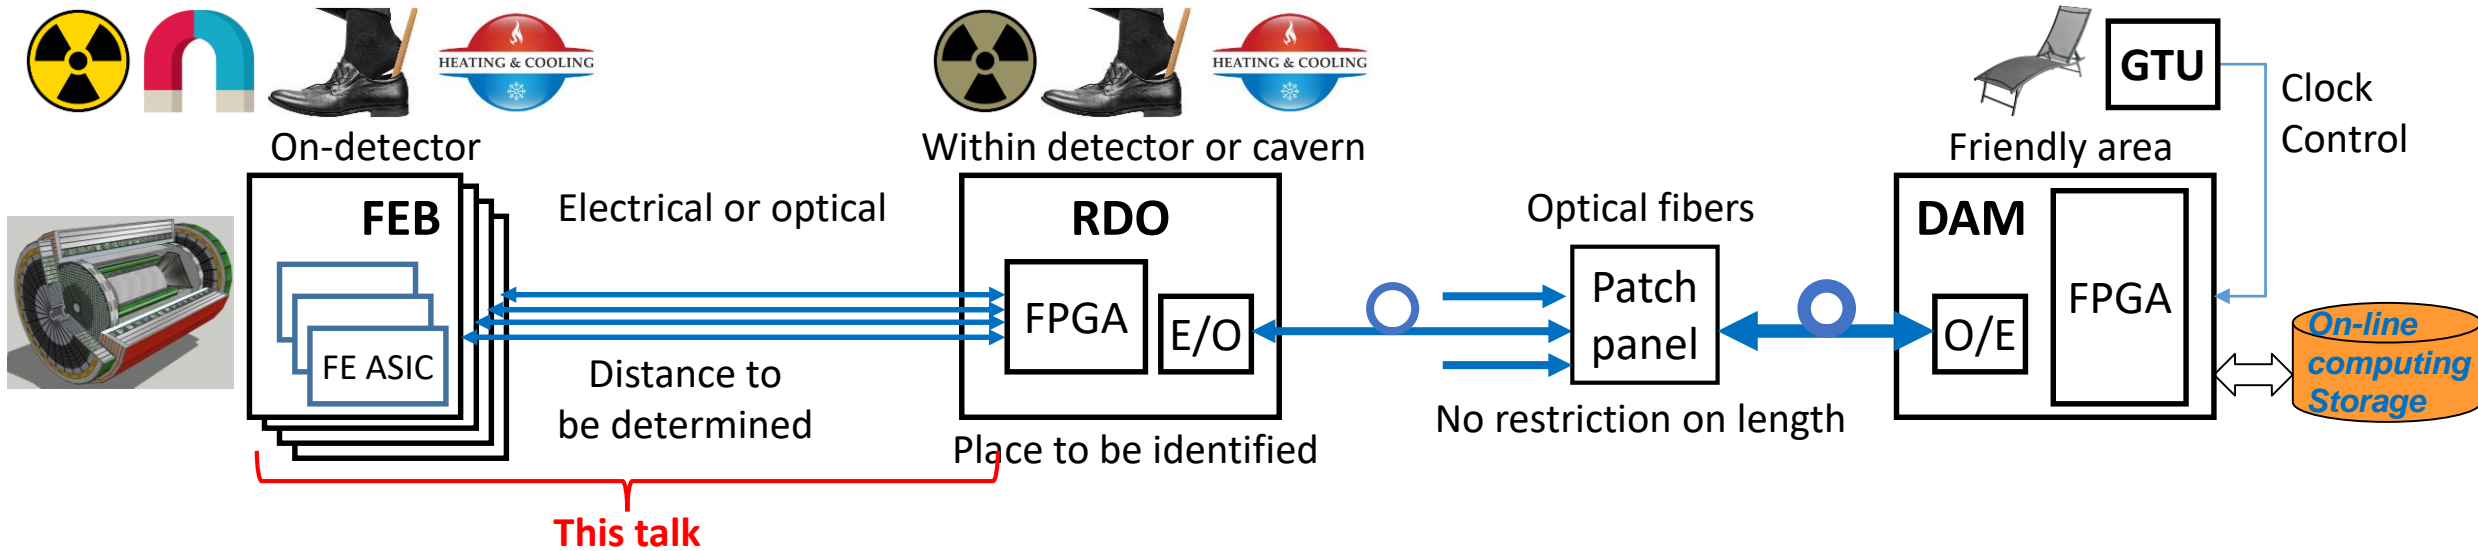 HEATING & COOLING
HEATING & COOLING
GTU
Clock
Control
On-detector
Within detector or cavern
Friendly area
FEB
FE ASIC
Electrical or optical
Distance to
be determined
RDO
FPGA
E/O
Place to be identified
Optical fibers
Patch
panel
No restriction on length
DAM
O/E
FPGA
On-line
computing
Storage
This talk